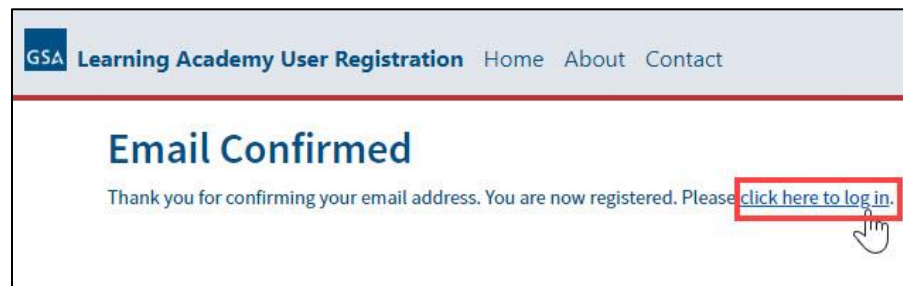 GSA Learning Academy User Registration Home About Contact
Email Confirmed
Thank you for confirming your email address. You are now registered. Please click here to log in.